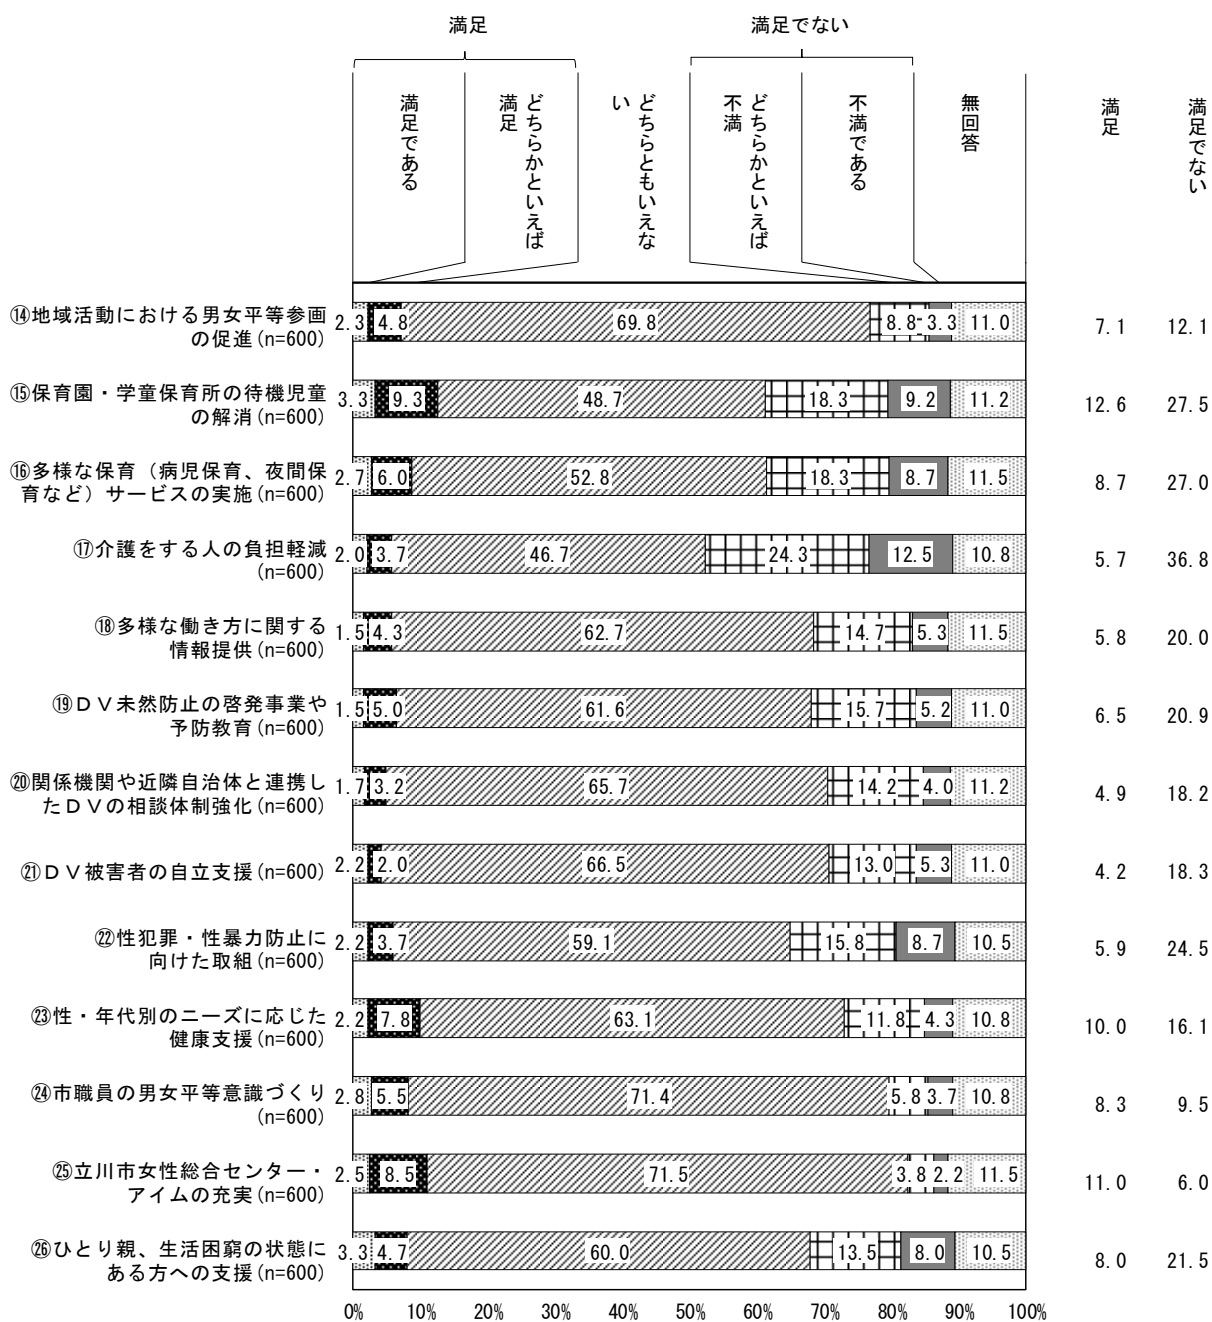 満足
満足でない
満足である
どちらかといえば
満足
どちらともいえな
い
どちらかといえば
不満
不満である
無回答
満足
満足でない
⑭地域活動における男女平等参画
の促進(n=600)
2.3 4.8 69.8 8.8 3.3 11.0 7.1 12.1
⑮保育園・学童保育所の待機児童
の解消(n=600)
3.3 9.3 48.7 18.3 9.2 11.2 12.6 27.5
⑯多様な保育（病児保育、夜間保
育など）サービスの実施(n=600)
2.7 6.0 52.8 18.3 8.7 11.5 8.7 27.0
⑰介護をする人の負担軽減
(n=600)
2.0 3.7 46.7 24.3 12.5 10.8 5.7 36.8
⑱多様な働き方に関する
情報提供(n=600)
1.5 4.3 62.7 14.7 5.3 11.5 5.8 20.0
⑲ＤＶ未然防止の啓発事業や
予防教育(n=600)
1.5 5.0 61.6 15.7 5.2 11.0 6.5 20.9
⑳関係機関や近隣自治体と連携し
たＤＶの相談体制強化(n=600)
1.7 3.2 65.7 14.2 4.0 11.2 4.9 18.2
㉑ＤＶ被害者の自立支援(n=600)
2.2 2.0 66.5 13.0 5.3 11.0 4.2 18.3
㉒性犯罪・性暴力防止に
向けた取組(n=600)
2.2 3.7 59.1 15.8 8.7 10.5 5.9 24.5
㉓性・年代別のニーズに応じた
健康支援(n=600)
2.2 7.8 63.1 11.8 4.3 10.8 10.0 16.1
㉔市職員の男女平等意識づくり
(n=600)
2.8 5.5 71.4 5.8 3.7 10.8 8.3 9.5
㉕立川市女性総合センター・
アイムの充実(n=600)
2.5 8.5 71.5 3.8 2.2 11.5 11.0 6.0
㉖ひとり親、生活困窮の状態に
ある方への支援(n=600)
3.3 4.7 60.0 13.5 8.0 10.5 8.0 21.5
0% 10% 20% 30% 40% 50% 60% 70% 80% 90% 100%